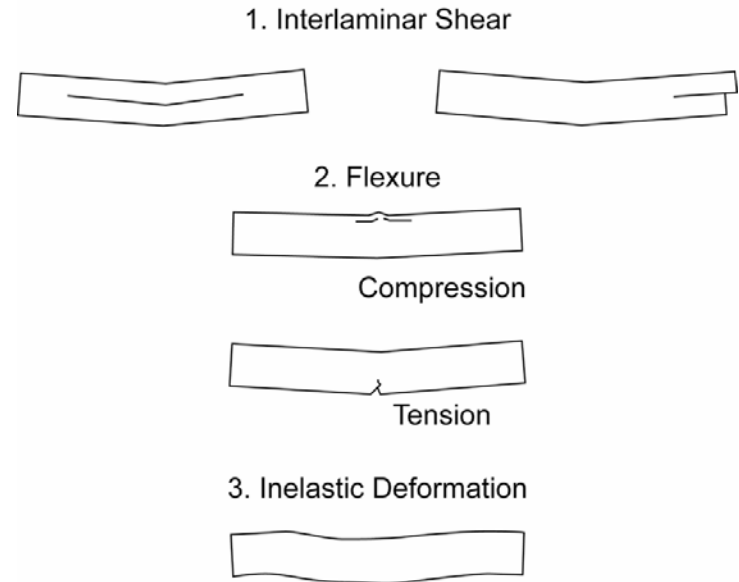 1. Interlaminar Shear
2. Flexure
Compression
Tension
3. Inelastic Deformation